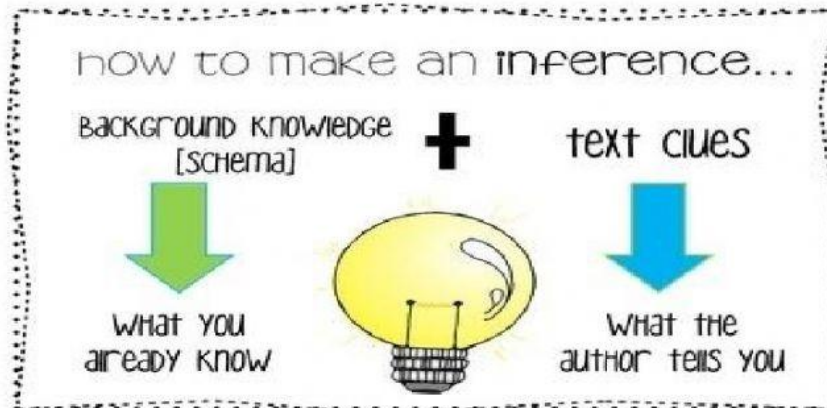 how to make an inference...
Background Knowledge
[schema]
+
text clues
What you
already know
What the
author tells you